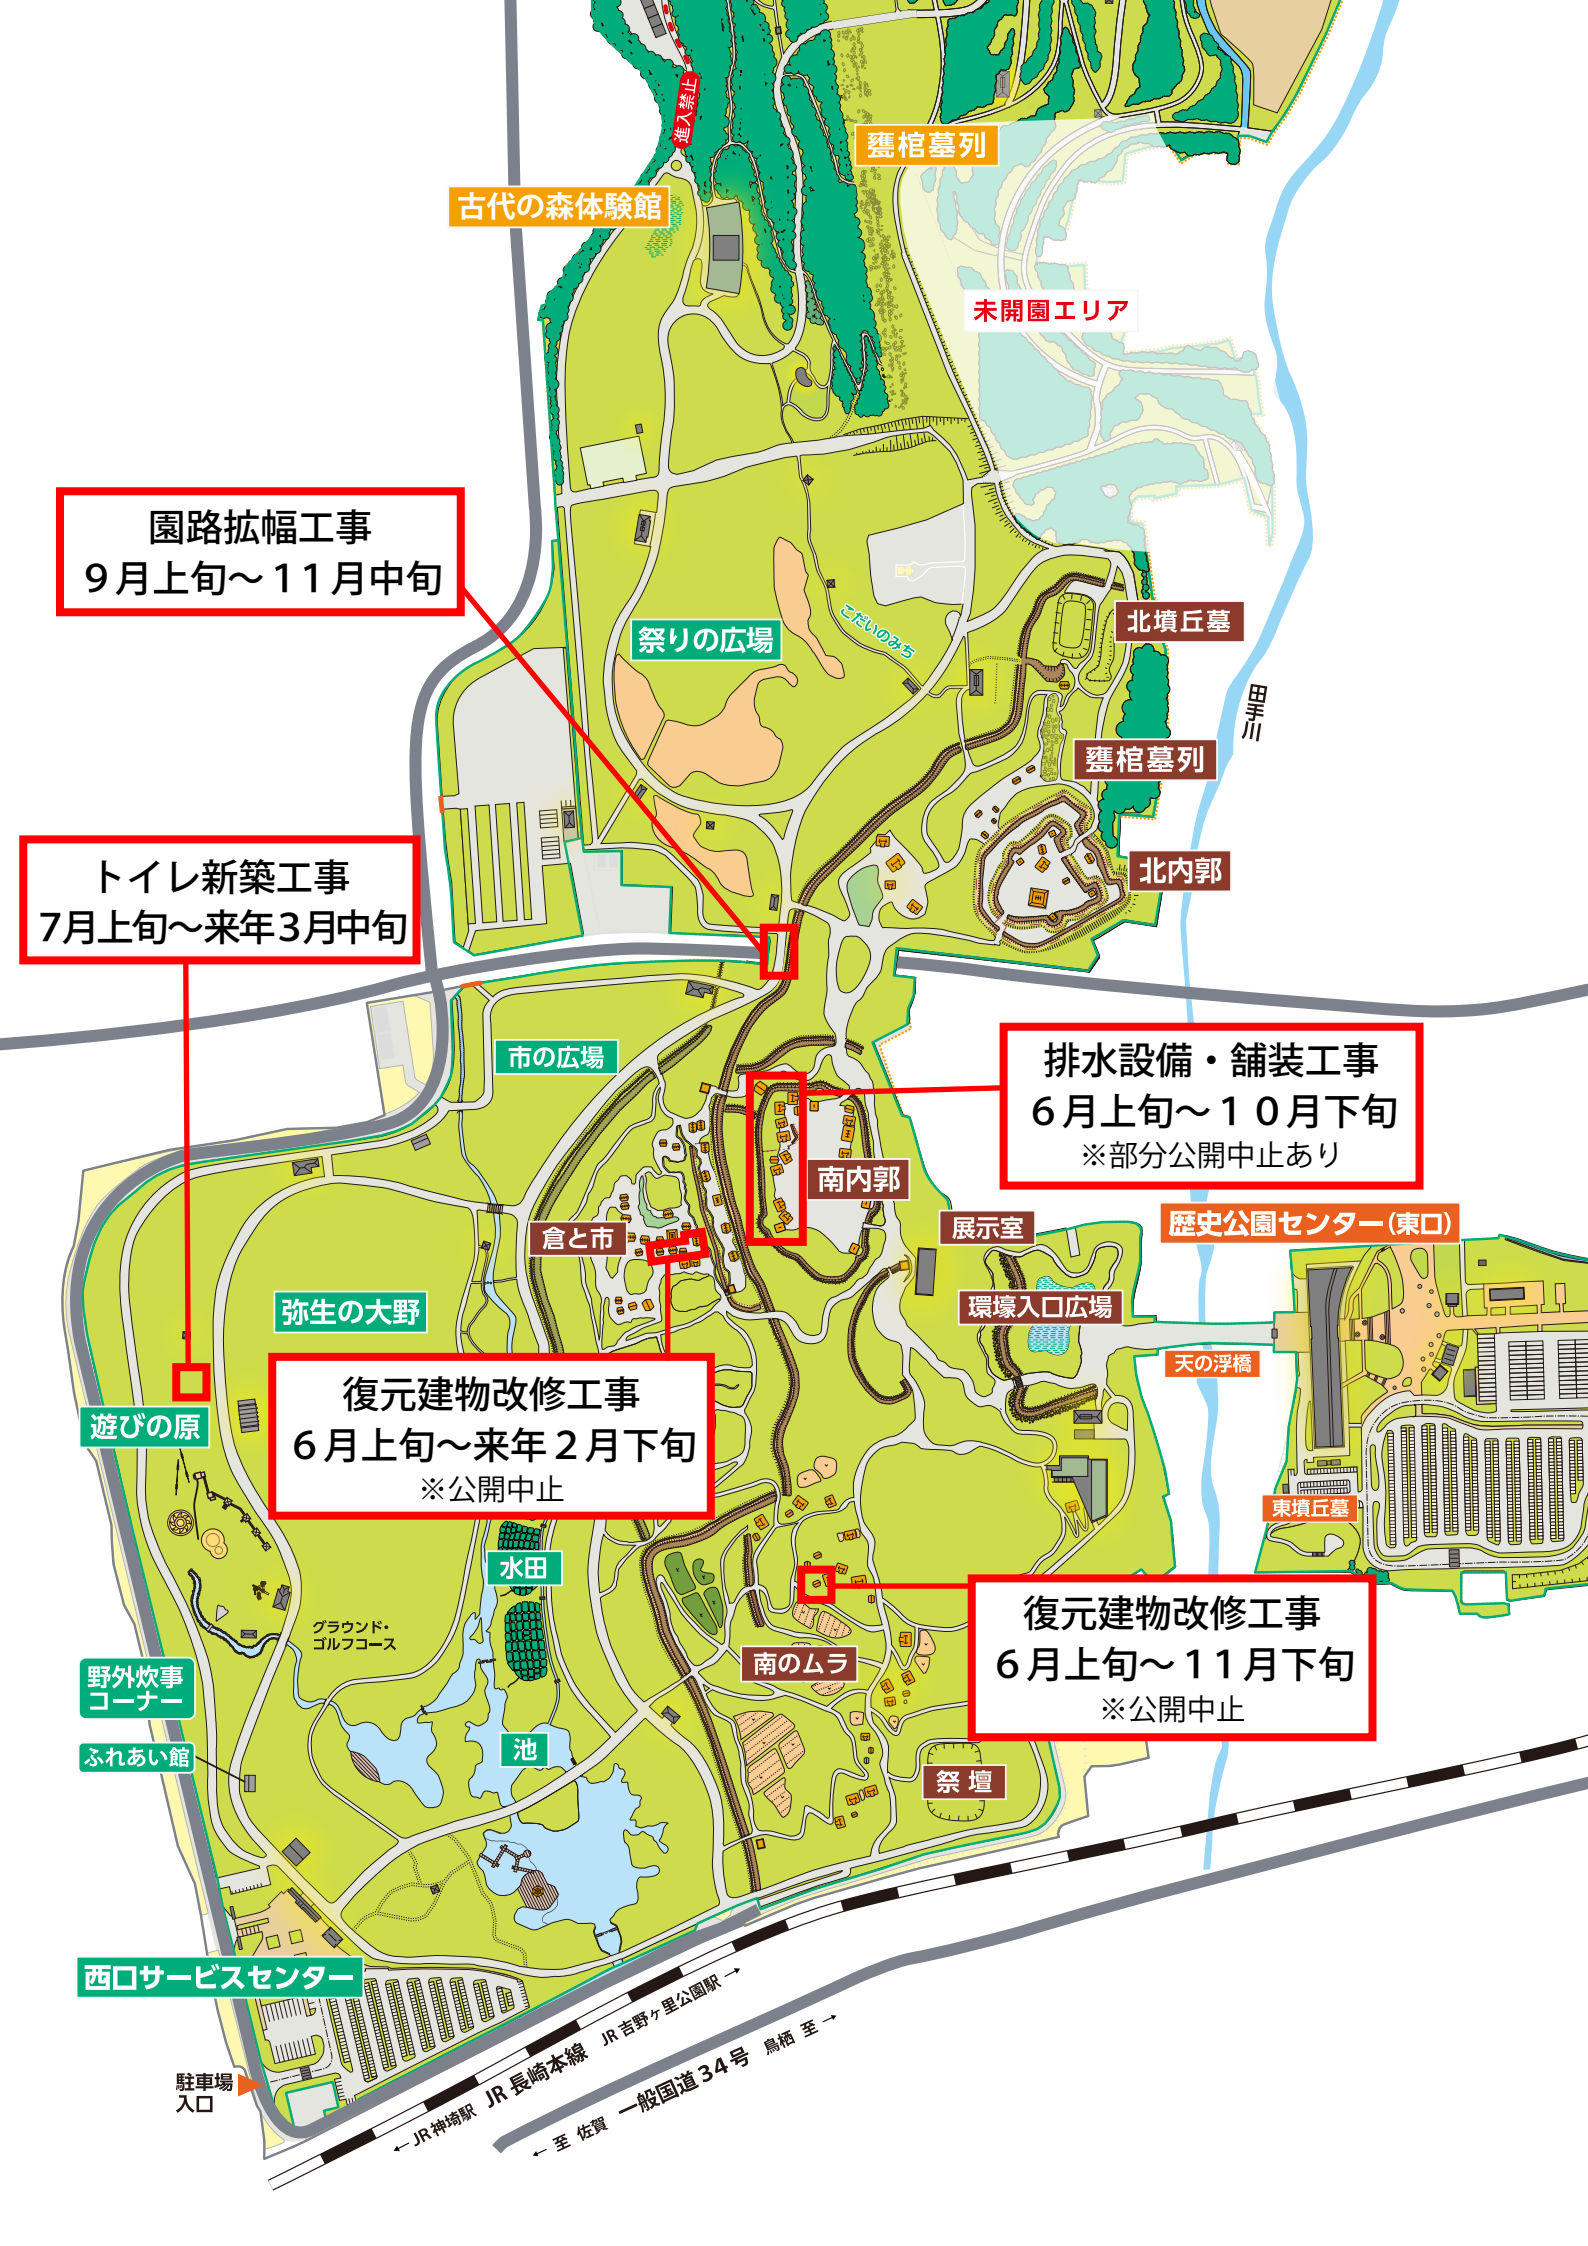 進入禁止
甕棺墓列
古代の森体験館
未開園エリア
園路拡幅工事
９月上旬～１１月中旬
北墳丘墓
祭りの広場
こだいのみち
田手川
甕棺墓列
北内郭
トイレ新築工事
7月上旬～来年３月中旬
市の広場
排水設備・舗装工事
６月上旬～１０月下旬
※部分公開中止あり
南内郭
倉と市
展示室
歴史公園センター（東口）
環壕入口広場
弥生の大野
天の浮橋
復元建物改修工事
６月上旬～来年２月下旬
※公開中止
遊びの原
東墳丘墓
水田
復元建物改修工事
６月上旬～１１月下旬
※公開中止
グラウンド・
ゴルフコース
南のムラ
野外炊事
コーナー
池
ふれあい館
祭壇
西口サービスセンター
駐車場
入口
←JR神埼駅 JR長崎本線 JR吉野ヶ里公園駅→
←至 佐賀 一般国道34号 鳥栖 至→